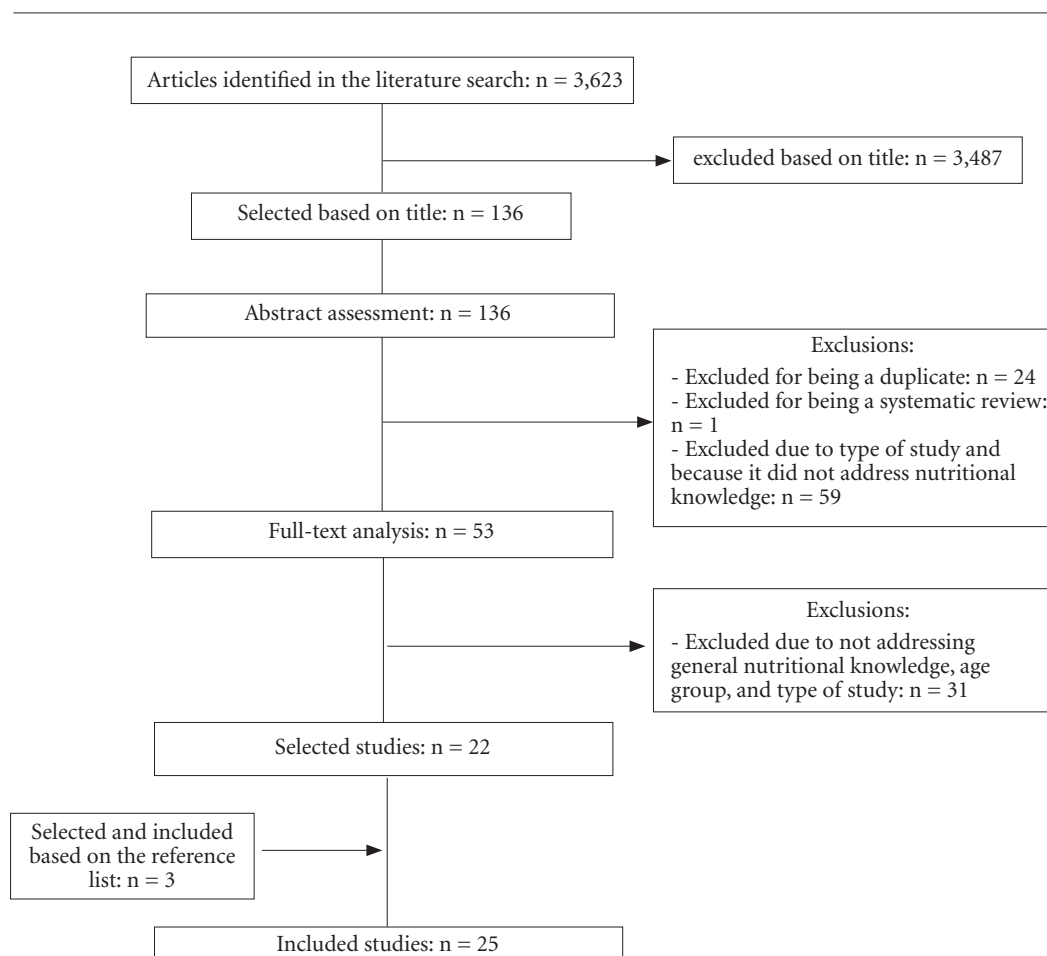 Articles identified in the literature search: n = 3,623
excluded based on title: n = 3,487
Selected based on title: n = 136
Abstract assessment: n = 136
Exclusions:
- Excluded for being a duplicate: n = 24
- Excluded for being a systematic review:
n = 1
- Excluded due to type of study and
because it did not address nutritional
knowledge: n = 59
Full-text analysis: n = 53
Exclusions:
- Excluded due to not addressing
general nutritional knowledge, age
group, and type of study: n = 31
Selected studies: n = 22
Selected and included
based on the reference
list: n = 3
Included studies: n = 25